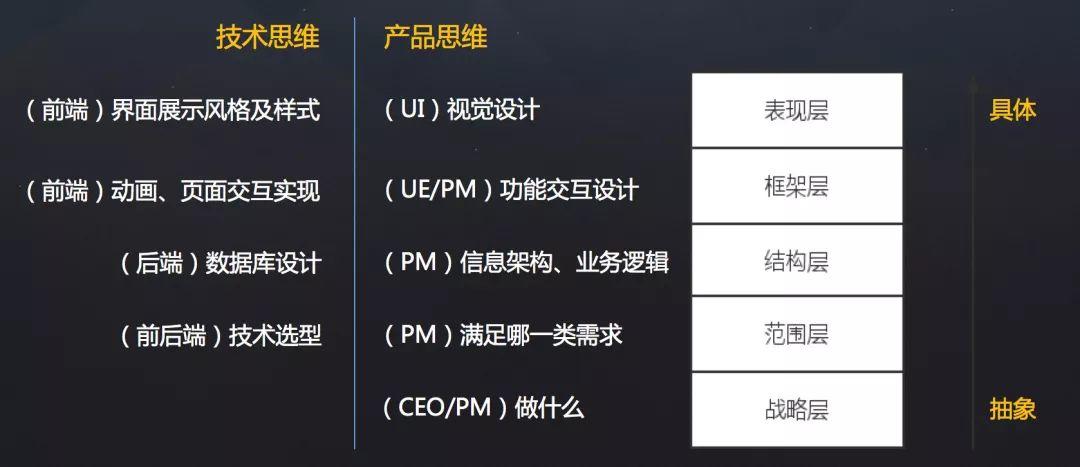 技术思维 产品思维
（前端）界面展示风格及样式 （UI）视觉设计 表现层 具体
（前端）动画、页面交互实现 （UE/PM）功能交互设计 框架层
（后端）数据库设计 （PM）信息架构、业务逻辑 结构层
（前后端）技术选型 （PM）满足哪一类需求 范围层
（CEO/PM）做什么 战略层 抽象